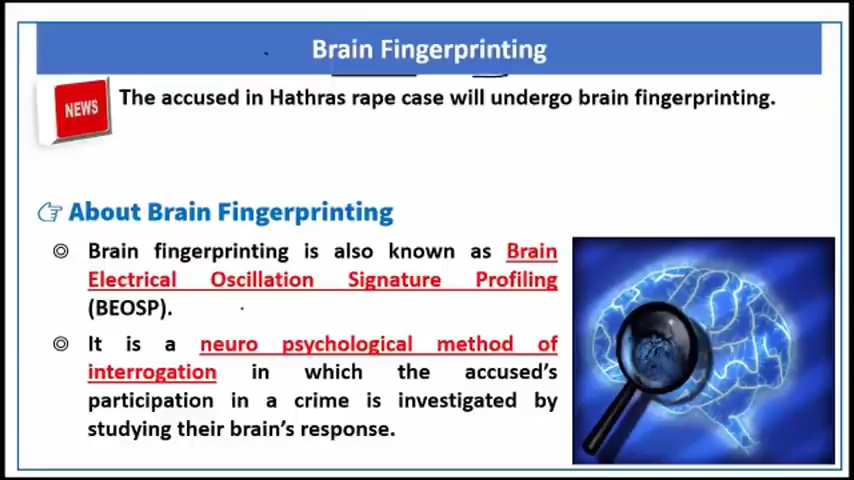 Brain Fingerprinting
NEWS
The accused in Hathras rape case will undergo brain fingerprinting.
About Brain Fingerprinting
Brain fingerprinting is also known as Brain
Electrical Oscillation Signature Profiling
(BEOSP).
It is a neuro psychological method of
interrogation in which the accused's
participation in a crime is investigated by
studying their brain's response.